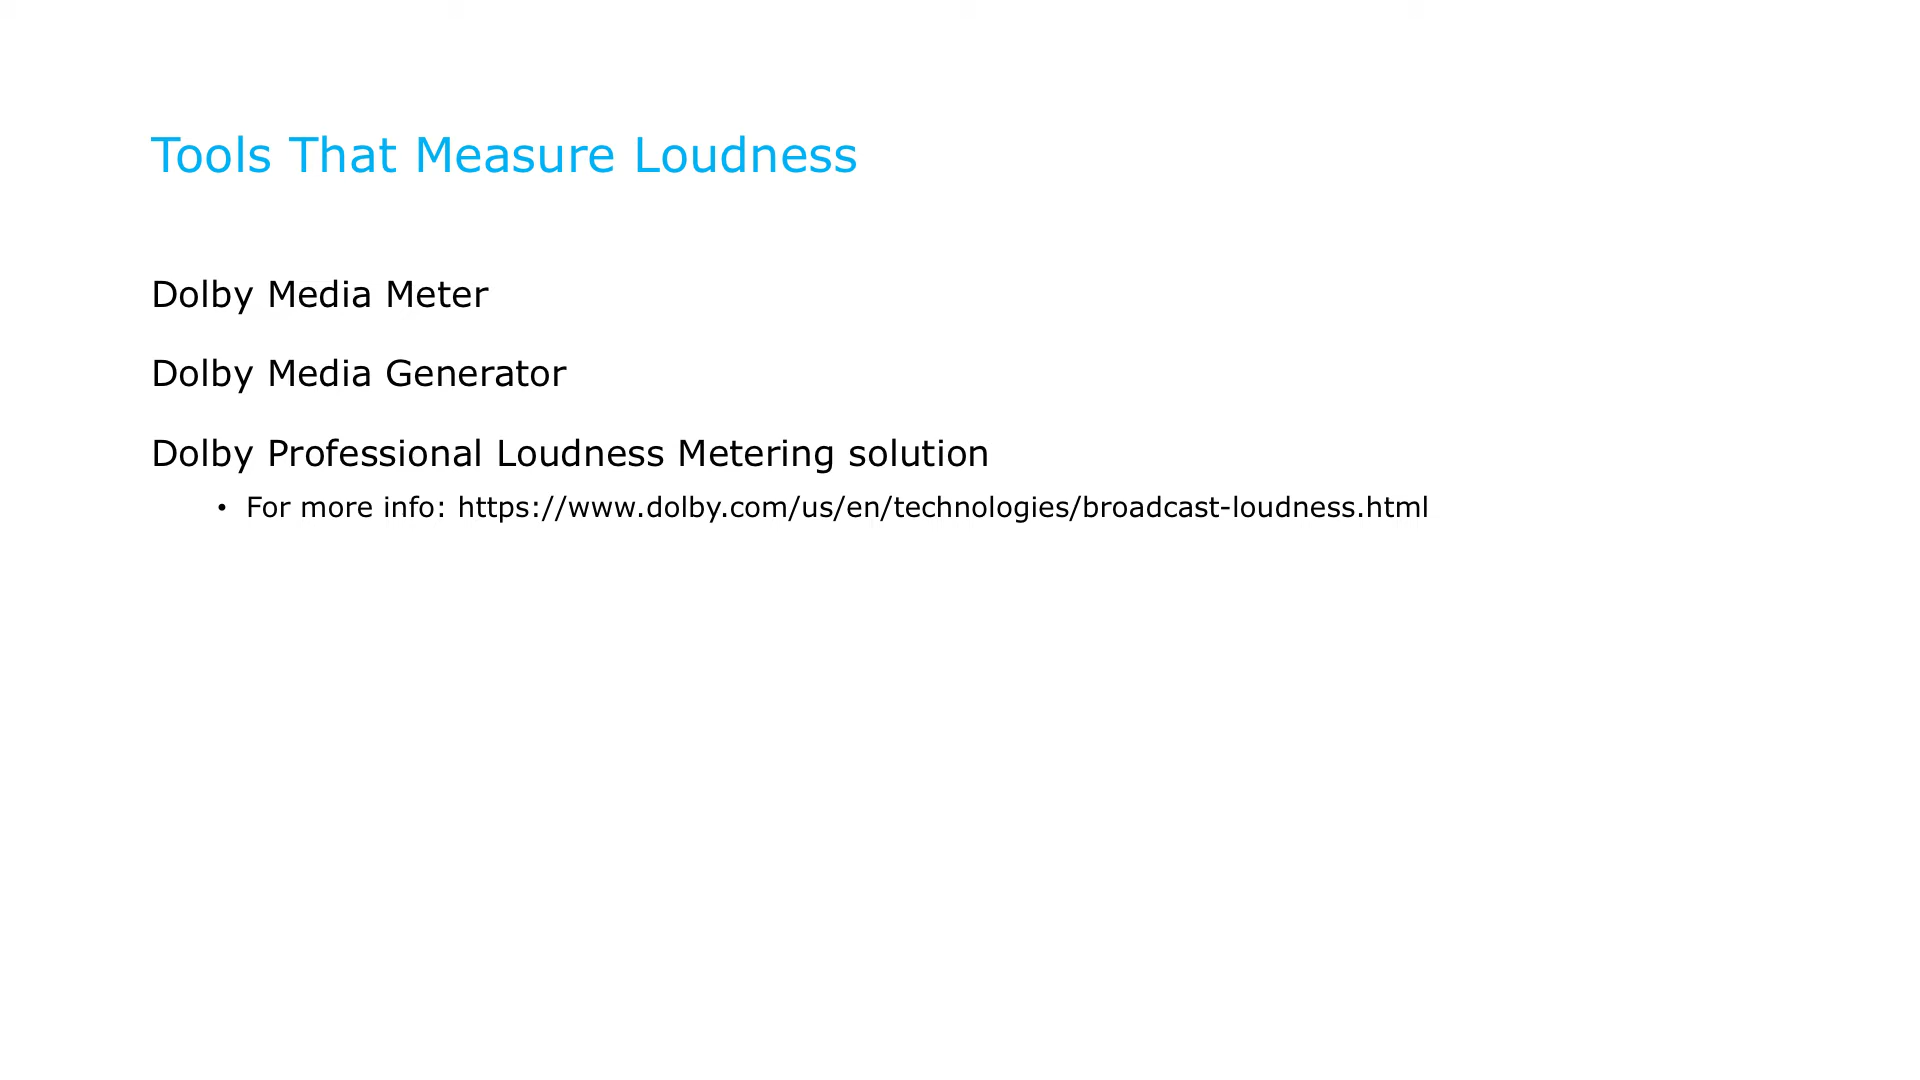 Tools That Measure Loudness
Dolby Media Meter
Dolby Media Generator
Dolby Professional Loudness Metering solution
• For more info: https://www.dolby.com/us/en/technologies/broadcast-loudness.html